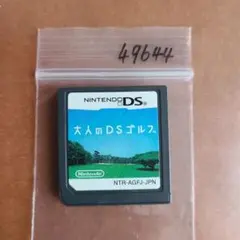 49644
NINTENDO DS
大人のDSゴルフ
Nintendo
NTR-AGFJ-JPN